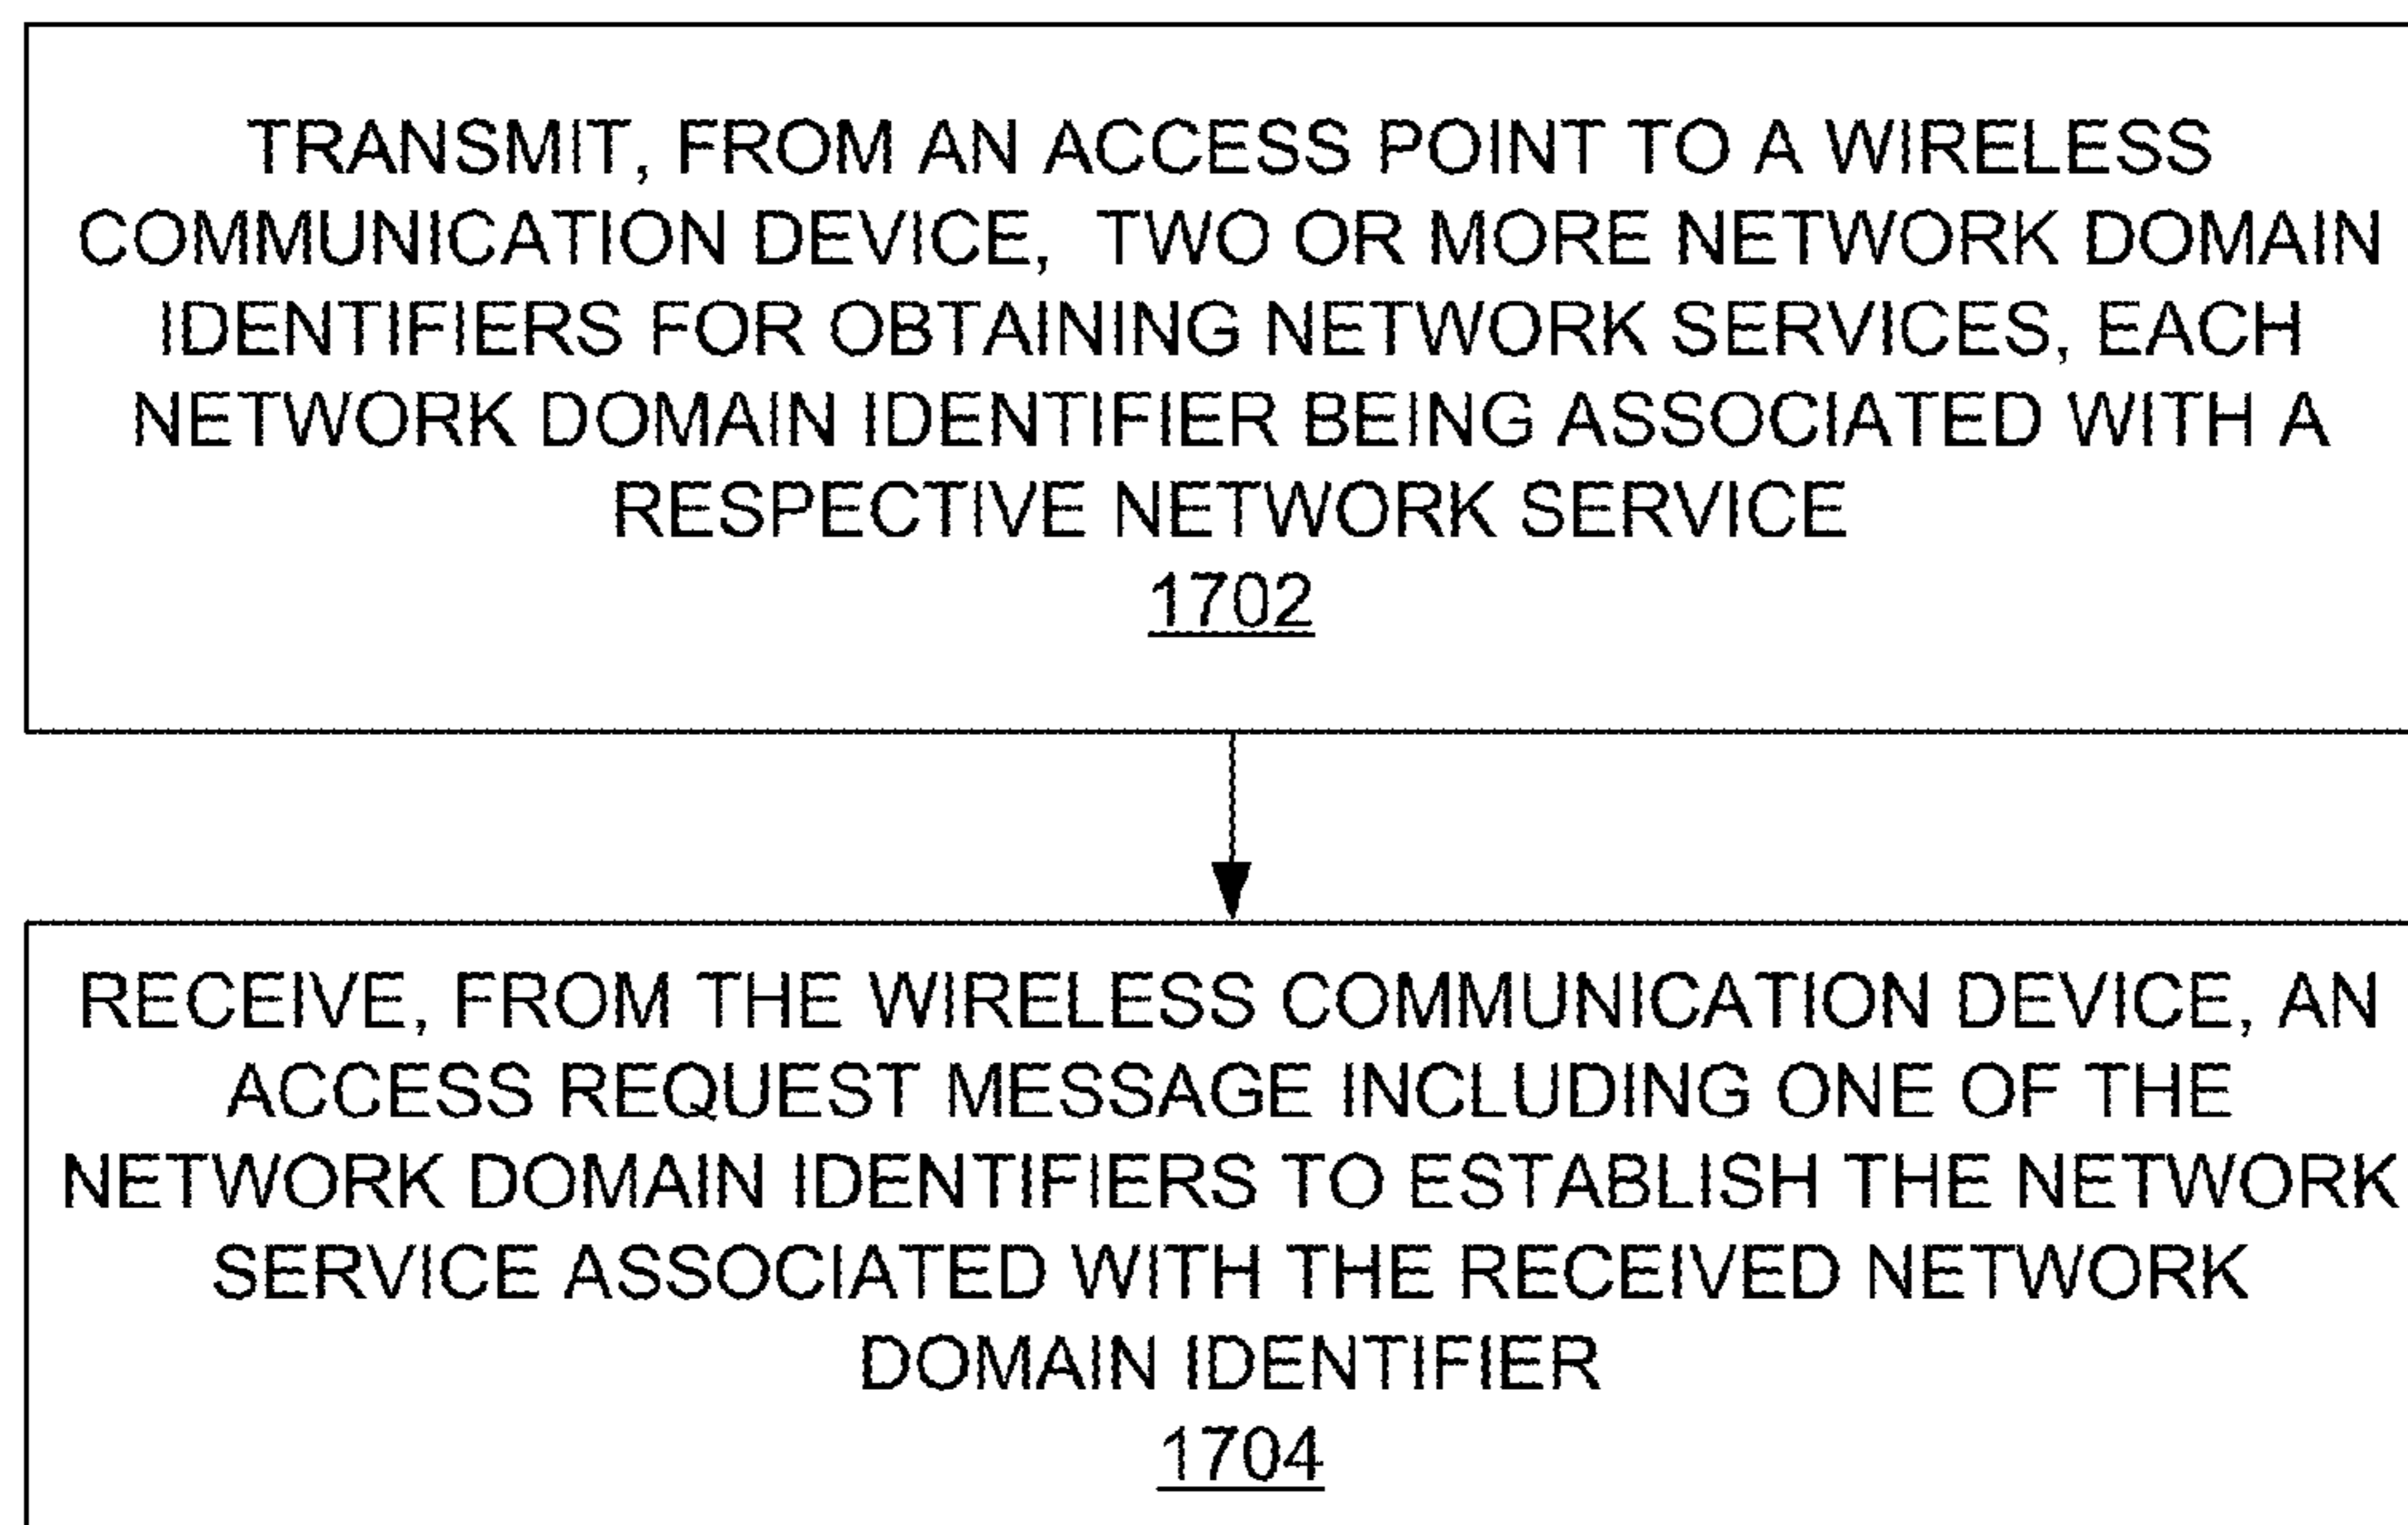 TRANSMIT, FROM AN ACCESS POINT TO A WIRELESS
COMMUNICATION DEVICE, TWO OR MORE NETWORK DOMAIN
IDENTIFIERS FOR OBTAINING NETWORK SERVICES, EACH
NETWORK DOMAIN IDENTIFIER BEING ASSOCIATED WITH A
RESPECTIVE NETWORK SERVICE
1702
RECEIVE, FROM THE WIRELESS COMMUNICATION DEVICE, AN
ACCESS REQUEST MESSAGE INCLUDING ONE OF THE
NETWORK DOMAIN IDENTIFIERS TO ESTABLISH THE NETWORK
SERVICE ASSOCIATED WITH THE RECEIVED NETWORK
DOMAIN IDENTIFIER
1704